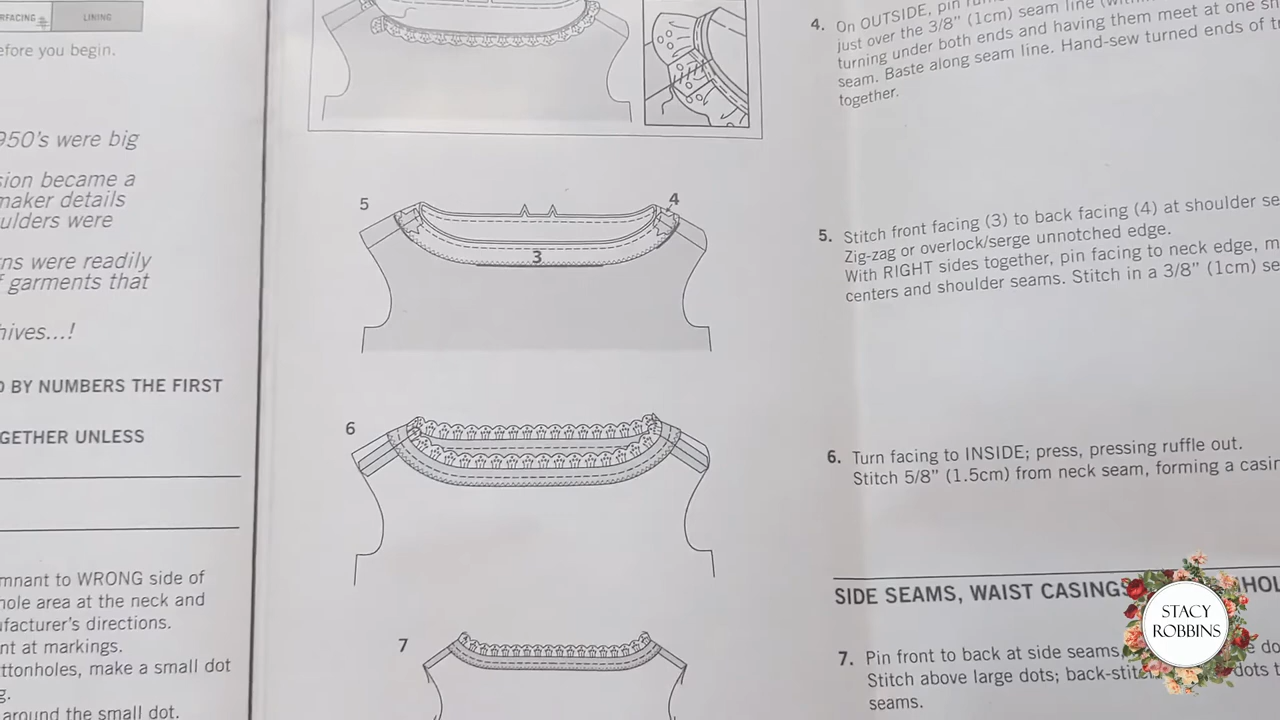 LINING
efore you begin.
950's were big
sion became a
maker details
ulders were
ns were readily
f garments that
hives...!
BY NUMBERS THE FIRST
GETHER UNLESS
mnant to WRONG side of
hole area at the neck and
ufacturer's directions.
nt at markings.
ttonholes, make a small dot
g.
around the small dot.
5
4
3
6
7
4. On OUTSIDE, pin
just over the 3/8" (1cm) seam line
turning under both ends and having them meet at one
seam. Baste along seam line. Hand-sew turned ends of
together.
5. Stitch front facing (3) to back facing (4) at shoulder se
Zig-zag or overlock/serge unnotched edge.
With RIGHT sides together, pin facing to neck edge, m
centers and shoulder seams. Stitch in a 3/8" (1cm) se
6. Turn facing to INSIDE; press, pressing ruffle out.
Stitch 5/8" (1.5cm) from neck seam, forming a casin
SIDE SEAMS, WAIST CASINGS
7. Pin front to back at side seams,
Stitch above large dots; back-stitc dots t
seams.
STACY
ROBBINS